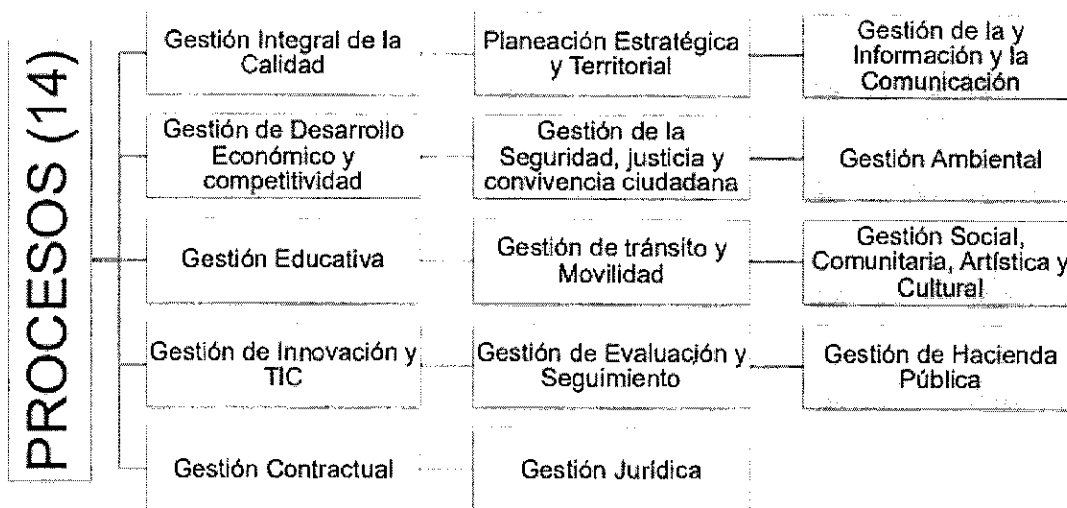 PROCESOS (14)
Gestión Integral de la
Calidad
Planeación Estratégica
y Territorial
Gestión de la y
Información y la
Comunicación
Gestión de Desarrollo
Económico y
competitividad
Gestión de la
Seguridad, justicia y
convivencia ciudadana
Gestión Ambiental
Gestión Educativa
Gestión de tránsito y
Movilidad
Gestión Social,
Comunitaria, Artística y
Cultural
Gestión de Innovación y
TIC
Gestión de Evaluación y
Seguimiento
Gestión de Hacienda
Pública
Gestión Contractual
Gestión Jurídica